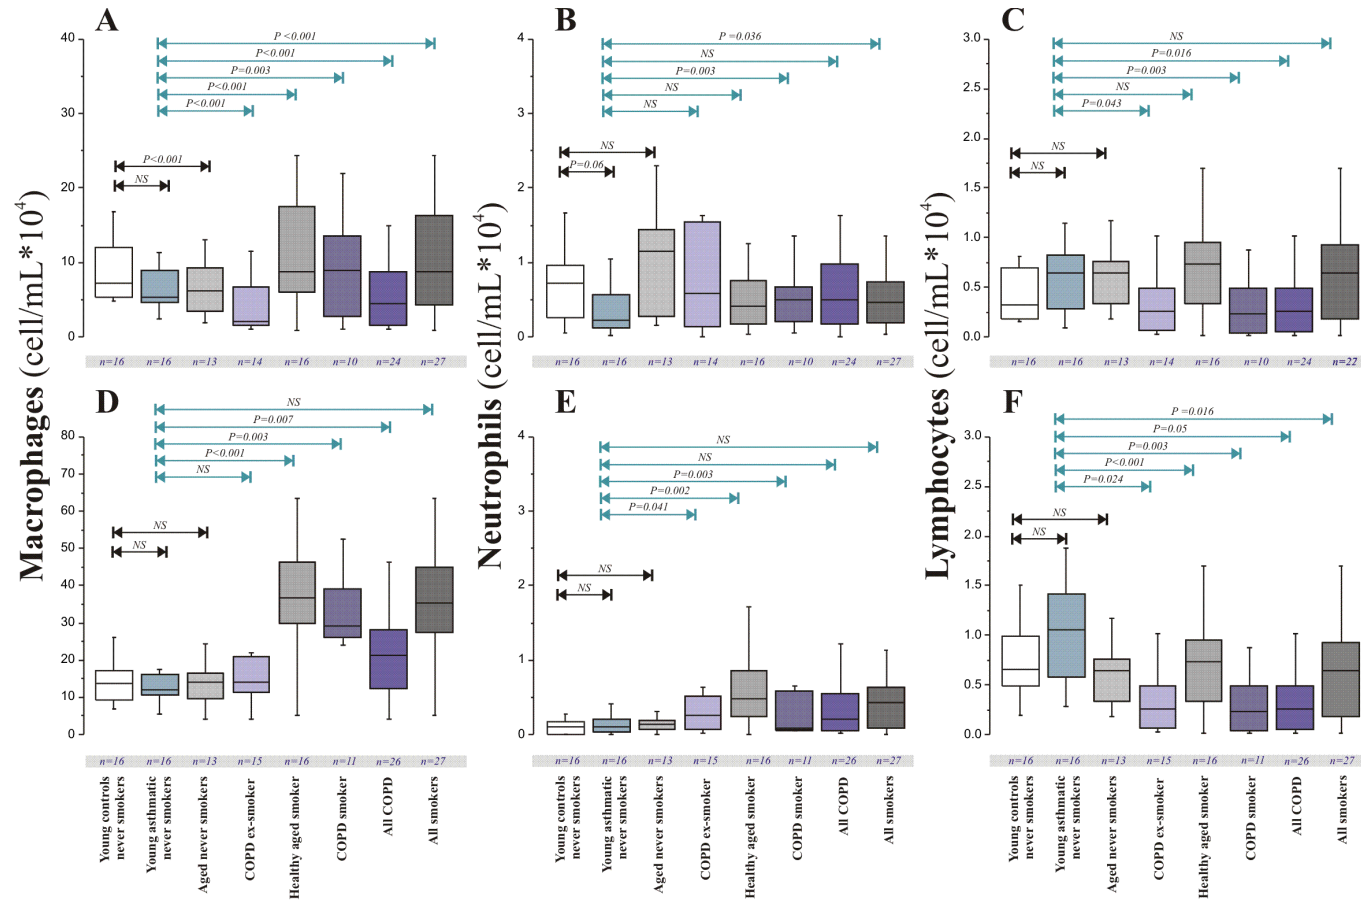 A
P <0.001
P<0.001
P=0.003
P<0.001
P<0.001
P<0.001
NS
40
30
20
10
0
n=16 n=16 n=13 n=14 n=16 n=10 n=24 n=27
Macrophages (cell/mL*10⁴)
B
P =0.036
NS
P=0.003
NS
NS
NS
P=0.06
4
3
2
1
0
n=16 n=16 n=13 n=14 n=16 n=10 n=24 n=27
Neutrophils (cell/mL*10⁴)
C
NS
P=0.016
P=0.003
NS
P=0.043
NS
NS
3.0
2.5
2.0
1.5
1.0
0.5
0.0
n=16 n=16 n=13 n=14 n=16 n=10 n=24 n=27
Lymphocytes (cell/mL*10⁴)
D
NS
P=0.007
P=0.003
P<0.001
NS
NS
NS
80
70
60
50
40
30
20
10
0
n=16 n=16 n=13 n=15 n=16 n=11 n=26 n=27
Young controls
never smokers
Young asthmatic
never smokers
Aged never smokers
COPD ex-smoker
Healthy aged smoker
COPD smoker
All COPD
All smokers
E
NS
NS
P=0.003
P=0.002
P=0.041
NS
NS
4
3
2
1
0
n=16 n=16 n=13 n=15 n=16 n=11 n=26 n=27
Young controls
never smokers
Young asthmatic
never smokers
Aged never smokers
COPD ex-smoker
Healthy aged smoker
COPD smoker
All COPD
All smokers
F
P =0.016
P=0.05
P=0.003
P<0.001
P=0.024
NS
NS
3.0
2.5
2.0
1.5
1.0
0.5
0.0
n=16 n=16 n=13 n=15 n=16 n=11 n=26 n=27
Young controls
never smokers
Young asthmatic
never smokers
Aged never smokers
COPD ex-smoker
Healthy aged smoker
COPD smoker
All COPD
All smokers